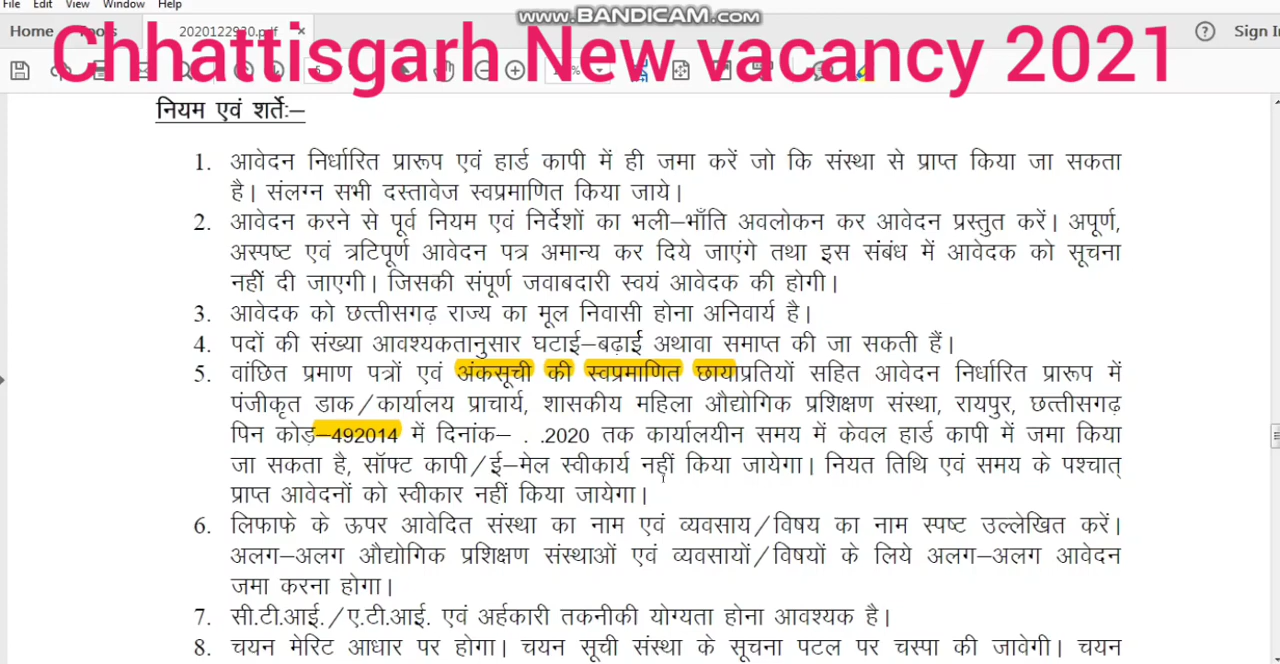 www.BANDICAM.com
File Edit View Window Help
Home Tools 2020122930.pdf × Sign In
Chhattisgarh New vacancy 2021
नियम एवं शर्तेः–
1. आवेदन निर्धारित प्रारूप एवं हार्ड कापी में ही जमा करें जो कि संस्था से प्राप्त किया जा सकता
है। संलग्न सभी दस्तावेज स्वप्रमाणित किया जाये।
2. आवेदन करने से पूर्व नियम एवं निर्देशों का भली–भाँति अवलोकन कर आवेदन प्रस्तुत करें। अपूर्ण,
अस्पष्ट एवं त्रटिपूर्ण आवेदन पत्र अमान्य कर दिये जाएंगे तथा इस संबंध में आवेदक को सूचना
नहीं दी जाएगी। जिसकी संपूर्ण जवाबदारी स्वयं आवेदक की होगी।
3. आवेदक को छत्तीसगढ़ राज्य का मूल निवासी होना अनिवार्य है।
4. पदों की संख्या आवश्यकतानुसार घटाई–बढ़ाई अथावा समाप्त की जा सकती हैं।
5. वांछित प्रमाण पत्रों एवं अंकसूची की स्वप्रमाणित छायाप्रतियों सहित आवेदन निर्धारित प्रारूप में
पंजीकृत डाक/कार्यालय प्राचार्य, शासकीय महिला औद्योगिक प्रशिक्षण संस्था, रायपुर, छत्तीसगढ़
पिन कोड़–492014 में दिनांक– . .2020 तक कार्यालयीन समय में केवल हार्ड कापी में जमा किया
जा सकता है, सॉफ्ट कापी/ई–मेल स्वीकार्य नहीं किया जायेगा। नियत तिथि एवं समय के पश्चात्
प्राप्त आवेदनों को स्वीकार नहीं किया जायेगा।
6. लिफाफे के ऊपर आवेदित संस्था का नाम एवं व्यवसाय/विषय का नाम स्पष्ट उल्लेखित करें।
अलग–अलग औद्योगिक प्रशिक्षण संस्थाओं एवं व्यवसायों/विषयों के लिये अलग–अलग आवेदन
जमा करना होगा।
7. सी.टी.आई./ए.टी.आई. एवं अर्हकारी तकनीकी योग्यता होना आवश्यक है।
8. चयन मेरिट आधार पर होगा। चयन सूची संस्था के सूचना पटल पर चस्पा की जावेगी। चयन